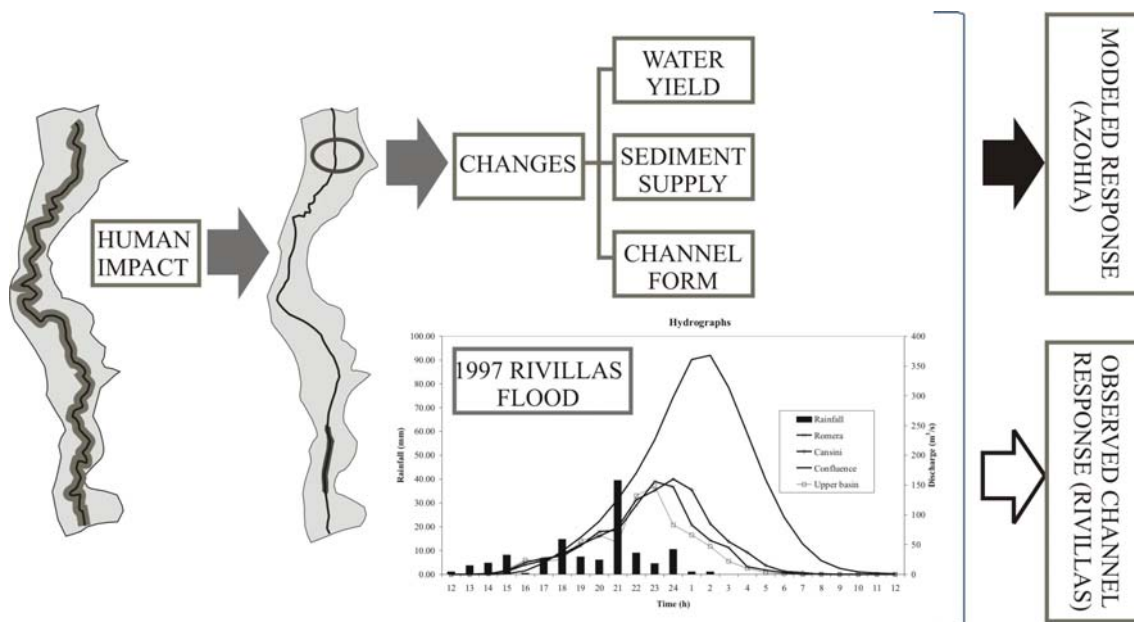 HUMAN
IMPACT
CHANGES
WATER
YIELD
SEDIMENT
SUPPLY
CHANNEL
FORM
MODELED RESPONSE
(AZOHIA)
OBSERVED CHANNEL
RESPONSE (RIVILLAS)
Hydrographs
1997 RIVILLAS
FLOOD
Rainfall (mm)
100.00
90.00
80.00
70.00
60.00
50.00
40.00
30.00
20.00
10.00
0.00
Discharge (m³/s)
400
350
300
250
200
150
100
50
0
Rainfall
Romera
Cansini
Confluence
Upper basin
12 13 14 15 16 17 18 19 20 21 22 23 24 1 2 3 4 5 6 7 8 9 10 11 12
Time (h)